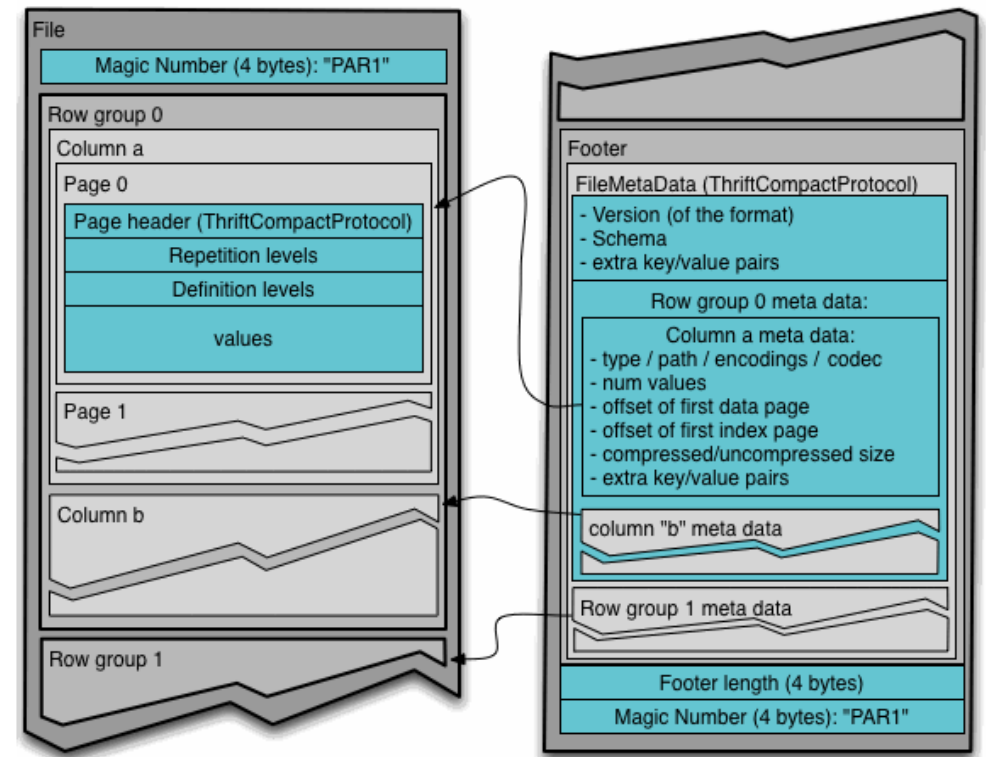 File
Magic Number (4 bytes): "PAR1"
Row group 0
Column a
Page 0
Page header (ThriftCompactProtocol)
Repetition levels
Definition levels
values
Page 1
Column b
Row group 1
Footer
FileMetaData (ThriftCompactProtocol)
- Version (of the format)
- Schema
- extra key/value pairs
Row group 0 meta data:
Column a meta data:
- type / path / encodings / codec
- num values
- offset of first data page
- offset of first index page
- compressed/uncompressed size
- extra key/value pairs
column "b" meta data
Row group 1 meta data
Footer length (4 bytes)
Magic Number (4 bytes): "PAR1"